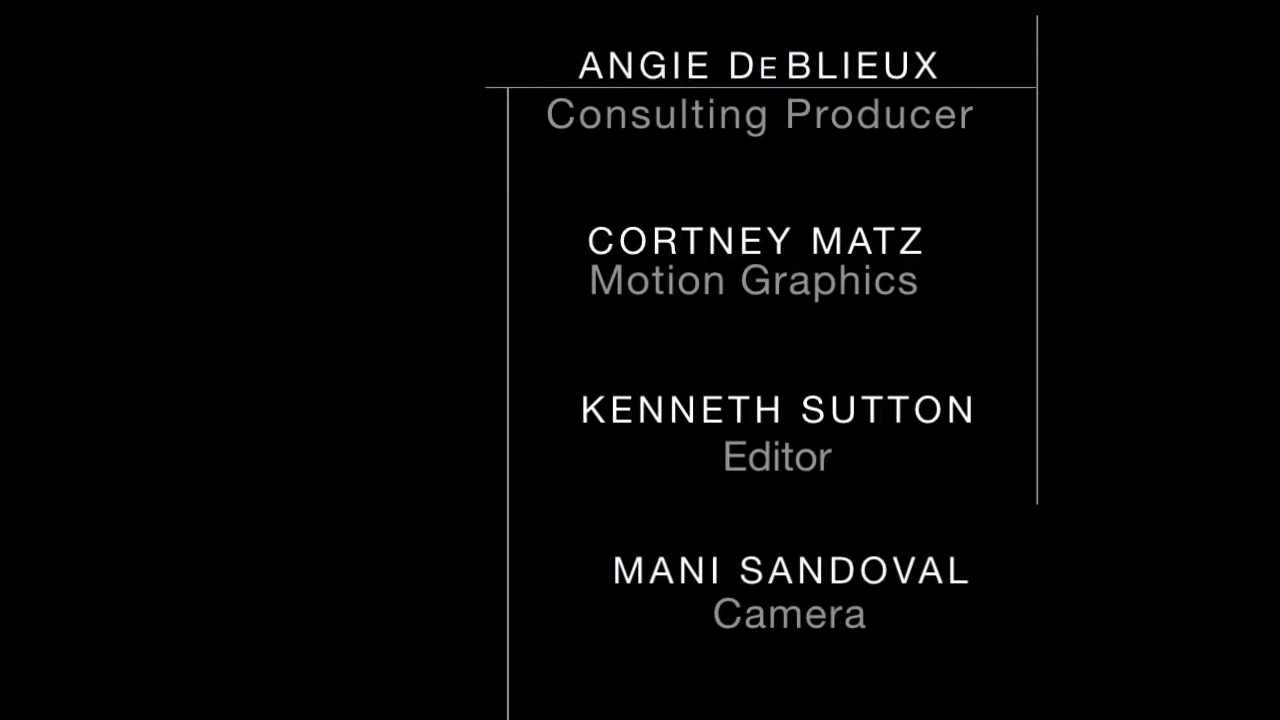 ANGIE DEBLIEUX
Consulting Producer
CORTNEY MATZ
Motion Graphics
KENNETH SUTTON
Editor
MANI SANDOVAL
Camera